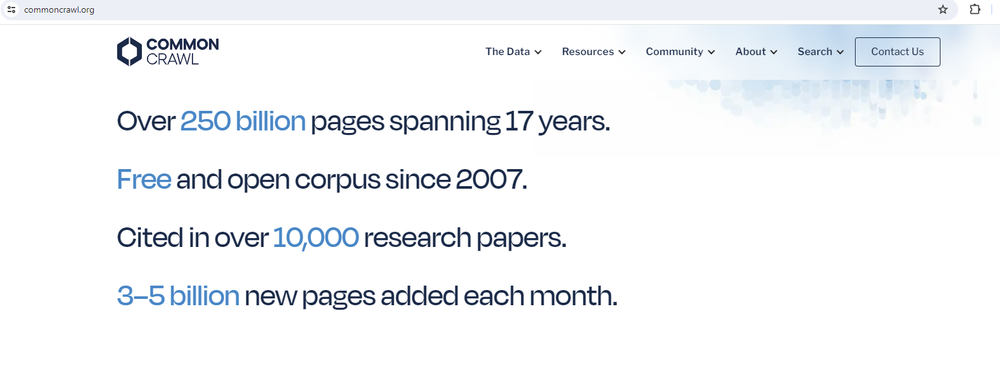 commoncrawl.org
COMMON
CRAWL
The Data
Resources
Community
About
Search
Contact Us
Over 250 billion pages spanning 17 years.
Free and open corpus since 2007.
Cited in over 10,000 research papers.
3–5 billion new pages added each month.